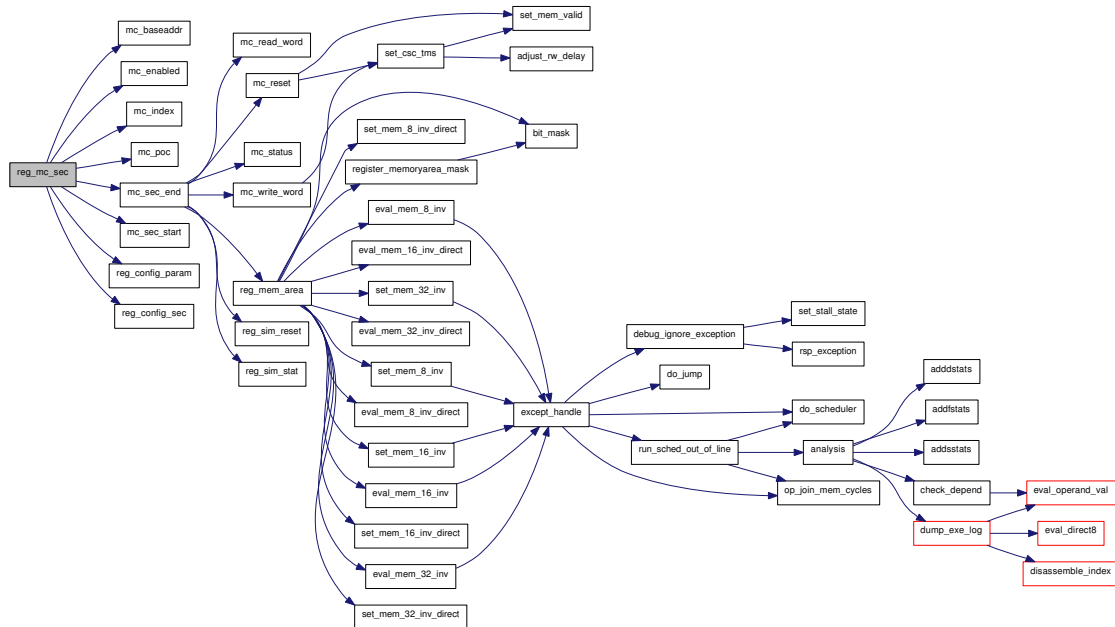 reg_mc_sec
mc_baseaddr
mc_enabled
mc_index
mc_poc
mc_sec_end
mc_sec_start
reg_config_param
reg_config_sec
mc_read_word
mc_reset
mc_status
mc_write_word
reg_mem_area
reg_sim_reset
reg_sim_stat
set_csc_tms
set_mem_8_inv_direct
register_memoryarea_mask
eval_mem_8_inv
eval_mem_16_inv_direct
set_mem_32_inv
eval_mem_32_inv_direct
set_mem_8_inv
eval_mem_8_inv_direct
set_mem_16_inv
eval_mem_16_inv
set_mem_16_inv_direct
eval_mem_32_inv
set_mem_32_inv_direct
set_mem_valid
adjust_rw_delay
bit_mask
except_handle
debug_ignore_exception
do_jump
run_sched_out_of_line
set_stall_state
rsp_exception
do_scheduler
analysis
op_join_mem_cycles
adddstats
addfstats
addsstats
check_depend
dump_exe_log
eval_operand_val
eval_direct8
disassemble_index